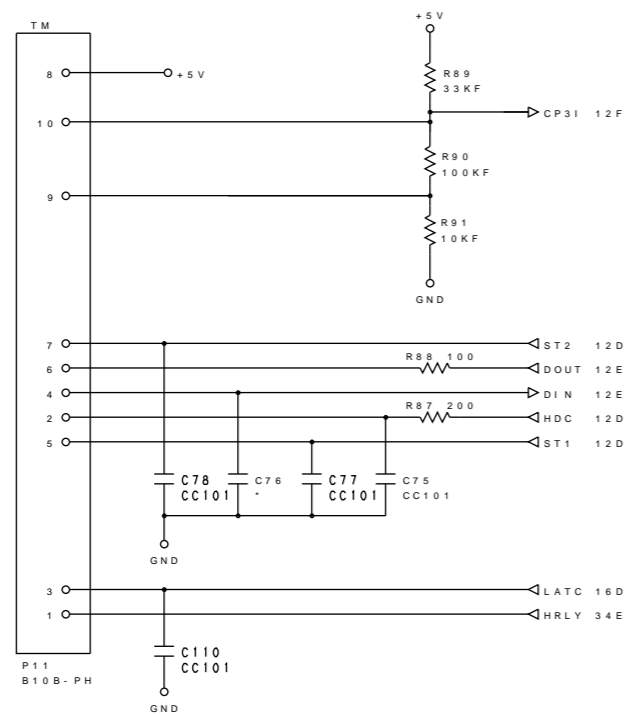 TM
+5V
8
+5V
R89
33KF
10
CP3I 12F
R90
100KF
9
R91
10KF
GND
7
ST2 12D
R88 100
6
DOUT 12E
4
DIN 12E
R87 200
2
HDC 12D
5
ST1 12D
C78
CC101
C76
*
C77
CC101
C75
CC101
GND
3
LATC 16D
1
HRLY 34E
C110
CC101
P11
B10B-PH
GND